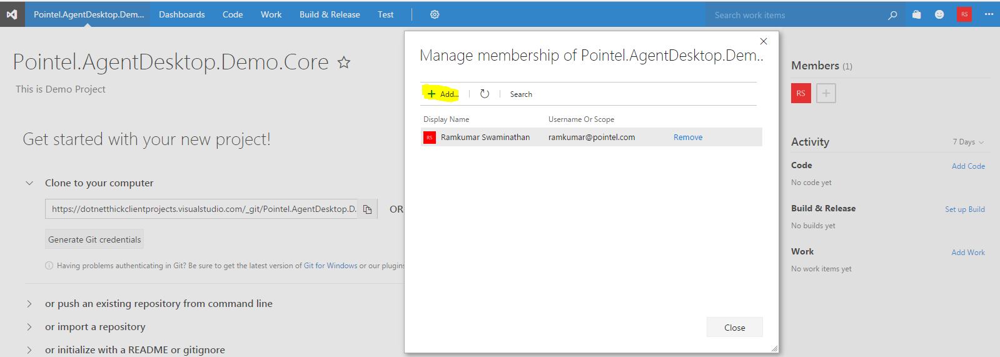 Pointel.AgentDesktop.Dem... Dashboards Code Work Build & Release Test Search work items RS
Pointel.AgentDesktop.Demo.Core
This is Demo Project
Get started with your new project!
Clone to your computer
https://dotnetthickclientprojects.visualstudio.com/_git/Pointel.AgentDesktop.D. OR
Generate Git credentials
Having problems authenticating in Git? Be sure to get the latest version of Git for Windows or our plugins
or push an existing repository from command line
or import a repository
or initialize with a README or gitignore
Manage membership of Pointel.AgentDesktop.Dem..
+ Add... Search
Display Name Username Or Scope
RS Ramkumar Swaminathan ramkumar@pointel.com Remove
Close
Members (1)
RS +
Activity 7 Days
Code Add Code
No code yet
Build & Release Set up Build
No builds yet
Work Add Work
No work items yet